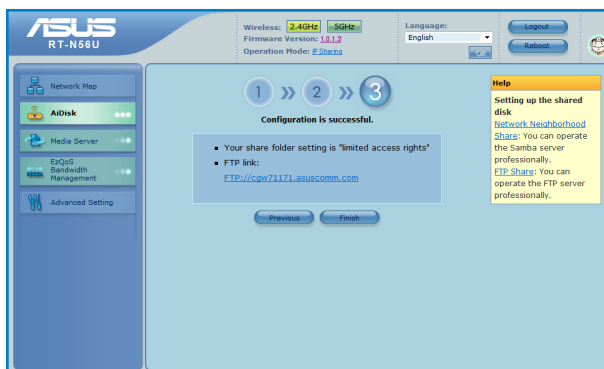 ASUS
RT-N56U
Wireless: 2.4GHz 5GHz
Firmware Version: 1.0.1.2
Operation Mode: IP Sharing
Language:
English
Logout
Reboot
Network Map
AiDisk
Media Server
EzQoS
Bandwidth
Management
Advanced Setting
1 » 2 » 3
Configuration is successful.
Your share folder setting is "limited access rights"
FTP link:
FTP://cgw71171.asuscomm.com
Previous
Finish
Help
Setting up the shared
disk
Network Neighborhood
Share: You can operate
the Samba server
professionally.
FTP Share: You can
operate the FTP server
professionally.